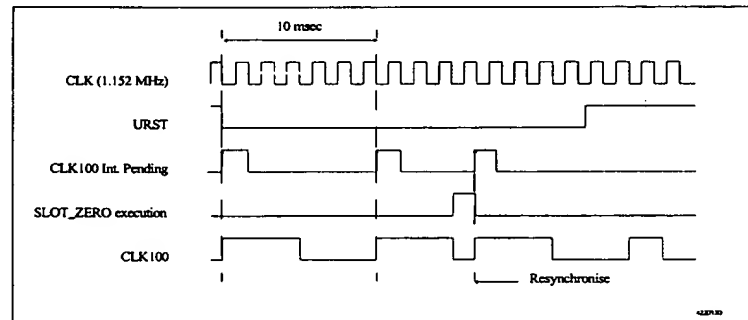 10 msec
CLK (1.152 MHz)
URST
CLK100 Int. Pending
SLOT_ZERO execution
CLK100
Resynchronise